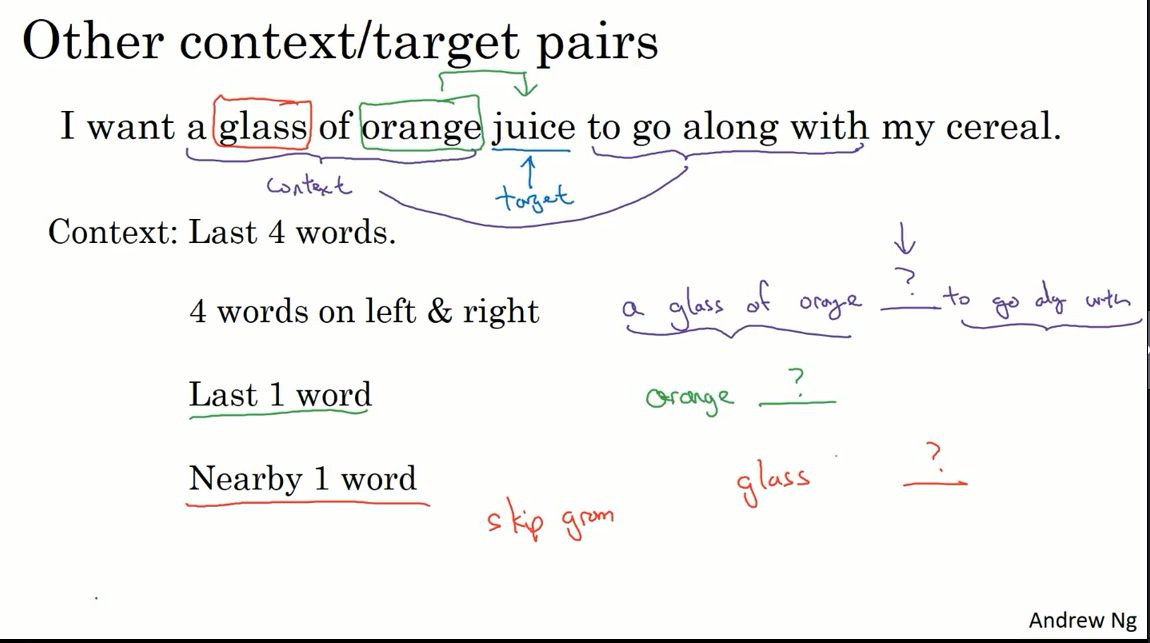 Other context/target pairs
I want a glass of orange juice to go along with my cereal.
context
target
Context: Last 4 words.
4 words on left & right
a glass of orange ? to go alg with
Last 1 word
orange ?
Nearby 1 word
glass ?
skip gram
Andrew Ng